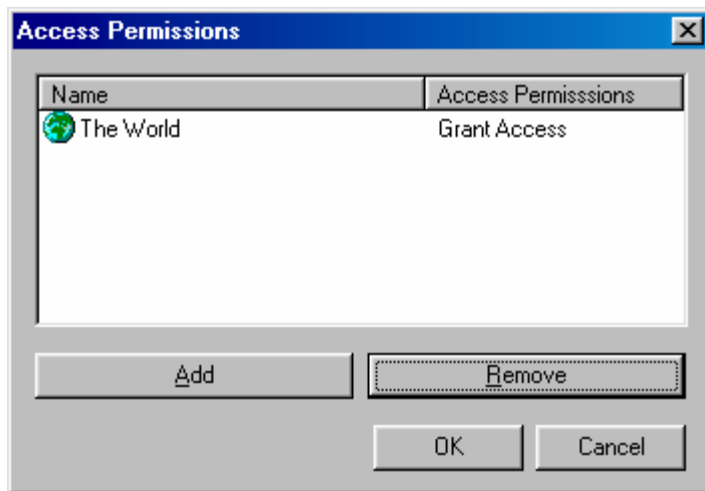 Access Permissions
Name Access Permisssions
The World Grant Access
Add Remove
OK Cancel